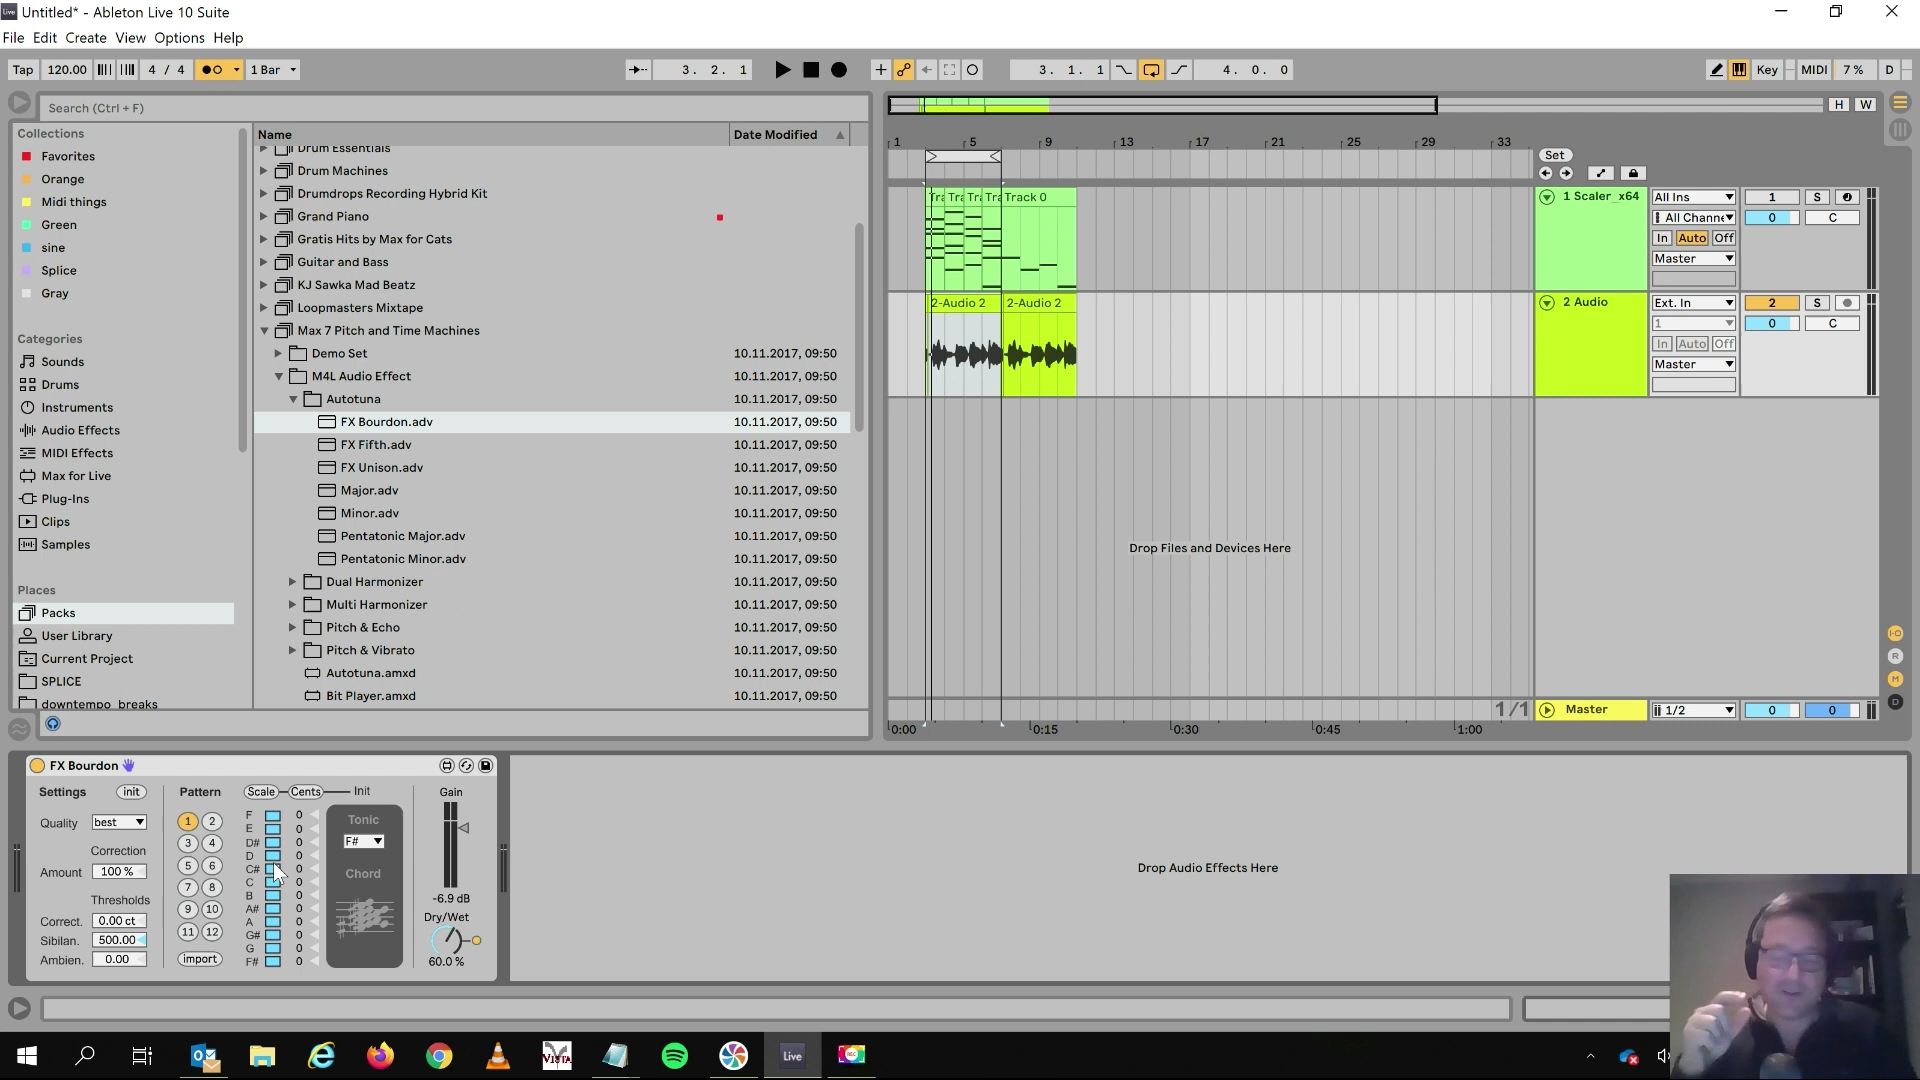 Untitled* - Ableton Live 10 Suite
File Edit Create View Options Help
Tap 120.00 4 / 4 1 Bar 3. 2. 1 3. 1. 1 4. 0. 0 Key MIDI 7 % D
Search (Ctrl + F)
H W
Collections
Favorites
Orange
Midi things
Green
sine
Splice
Gray
Categories
Sounds
Drums
Instruments
Audio Effects
MIDI Effects
Max for Live
Plug-Ins
Clips
Samples
Places
Packs
User Library
Current Project
SPLICE
downtempo breaks
Name Date Modified
Drum Essentials
Drum Machines
Drumdrops Recording Hybrid Kit
Grand Piano
Gratis Hits by Max for Cats
Guitar and Bass
KJ Sawka Mad Beatz
Loopmasters Mixtape
Max 7 Pitch and Time Machines
Demo Set 10.11.2017, 09:50
M4L Audio Effect 10.11.2017, 09:50
Autotuna 10.11.2017, 09:50
FX Bourdon.adv 10.11.2017, 09:50
FX Fifth.adv 10.11.2017, 09:50
FX Unison.adv 10.11.2017, 09:50
Major.adv 10.11.2017, 09:50
Minor.adv 10.11.2017, 09:50
Pentatonic Major.adv 10.11.2017, 09:50
Pentatonic Minor.adv 10.11.2017, 09:50
Dual Harmonizer 10.11.2017, 09:50
Multi Harmonizer 10.11.2017, 09:50
Pitch & Echo 10.11.2017, 09:50
Pitch & Vibrato 10.11.2017, 09:50
Autotuna.amxd 10.11.2017, 09:50
Bit Player.amxd 10.11.2017, 09:50
1 5 9 13 17 21 25 29 33
Set
Tra Tra Tra Tra Track 0
1 Scaler_x64 All Ins 1 S
All Channe 0 C
In Auto Off
Master
2-Audio 2 2-Audio 2
2 Audio Ext. In 2 S
1 0 C
In Auto Off
Master
Drop Files and Devices Here
R
M
D
1/1 Master 1/2 0 0
0:00 0:15 0:30 0:45 1:00
FX Bourdon
Settings init
Quality best
Correction
Amount 100 %
Thresholds
Correct. 0.00 ct
Sibilan. 500.00
Ambien. 0.00
Pattern
1 2
3 4
5 6
7 8
9 10
11 12
import
Scale Cents Init
F 0
E 0
D# 0
D 0
C# 0
C 0
B 0
A# 0
A 0
G# 0
G 0
F# 0
Tonic
F#
Chord
Gain
-6.9 dB
Dry/Wet
60.0 %
Drop Audio Effects Here
VISTA
Live
REC